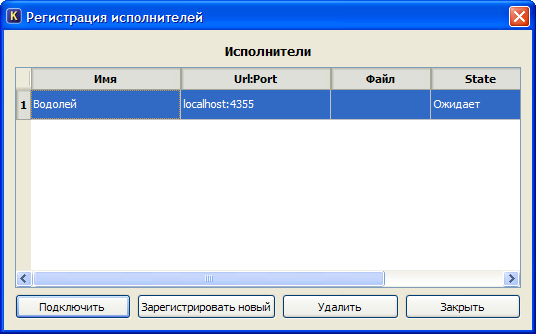 K Регистрация исполнителей
Исполнители
Имя Url:Port Файл State
1 Водолей localhost:4355 Ожидает
Подключить Зарегистрировать новый Удалить Закрыть